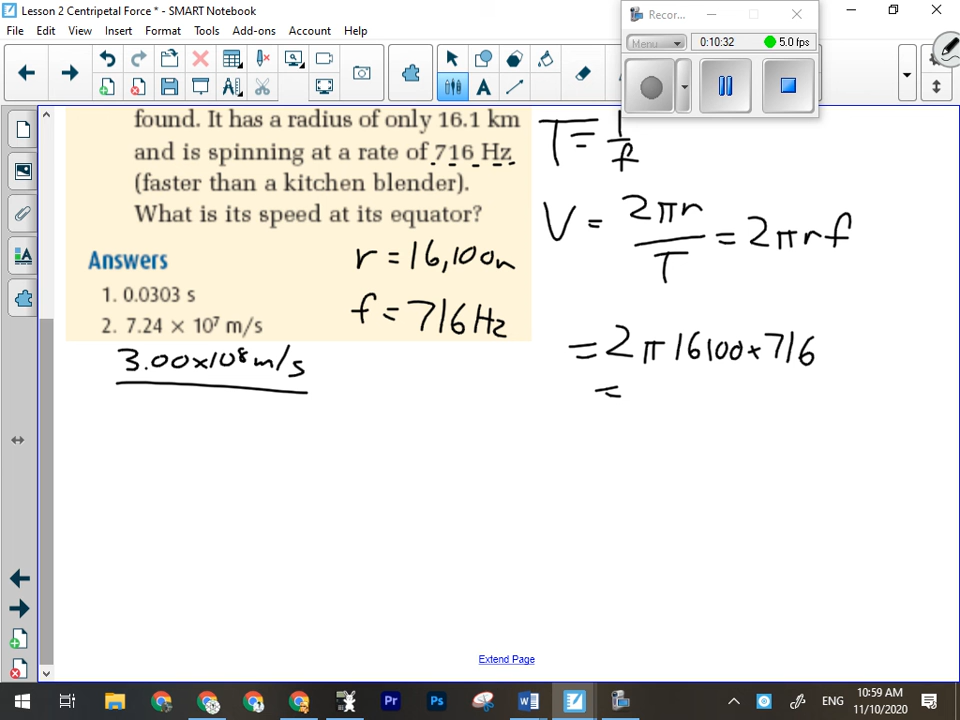 Lesson 2 Centripetal Force * - SMART Notebook
File Edit View Insert Format Tools Add-ons Account Help
Recor...
Menu
0:10:32
5.0 fps
found. It has a radius of only 16.1 km
and is spinning at a rate of 716 Hz
(faster than a kitchen blender).
What is its speed at its equator?
Answers
1. 0.0303 s
2. 7.24 × 10⁷ m/s
3.00×10⁸ m/s
r = 16,100m
f = 716 Hz
T = 1/f
V = 2πr/T = 2πrf
= 2π16100×716
=
Extend Page
ENG
10:59 AM
11/10/2020